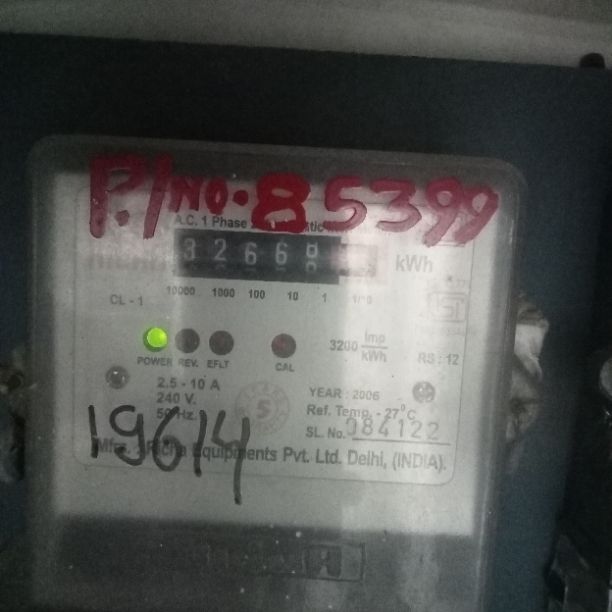 P./NO. 85399
A.C. 1 Phase
3266
kWh
10000 1000 100 10 1 1/10
CL - 1
3200 imp/kWh
POWER REV. EFLT CAL
RS : 12
2.5 - 10 A
240 V.
50 Hz.
YEAR : 2006
Ref. Temp. - 27°C
SL. No. 084122
19614
Equipments Pvt. Ltd. Delhi, (INDIA).